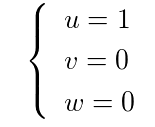 u = 1
v = 0
w = 0